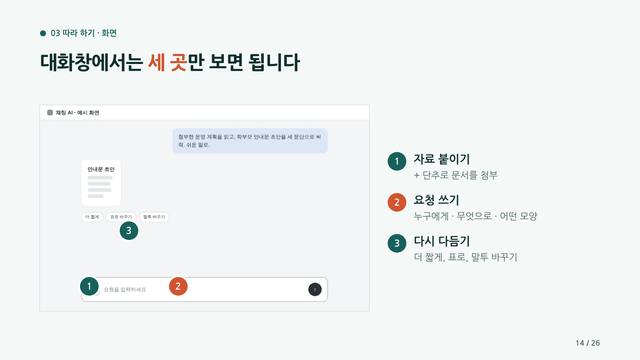 03 따라 하기 · 화면
대화창에서는 세 곳만 보면 됩니다
채팅 AI · 예시 화면
첨부한 운영 계획을 읽고, 학부모 안내문 초안을 세 문단으로 써
줘. 쉬운 말로.
안내문 초안
더 짧게
표로 바꾸기
말투 바꾸기
3
1
요청을 입력하세요
2
↑
1
자료 붙이기
+ 단추로 문서를 첨부
2
요청 쓰기
누구에게 · 무엇으로 · 어떤 모양
3
다시 다듬기
더 짧게, 표로, 말투 바꾸기
14 / 26